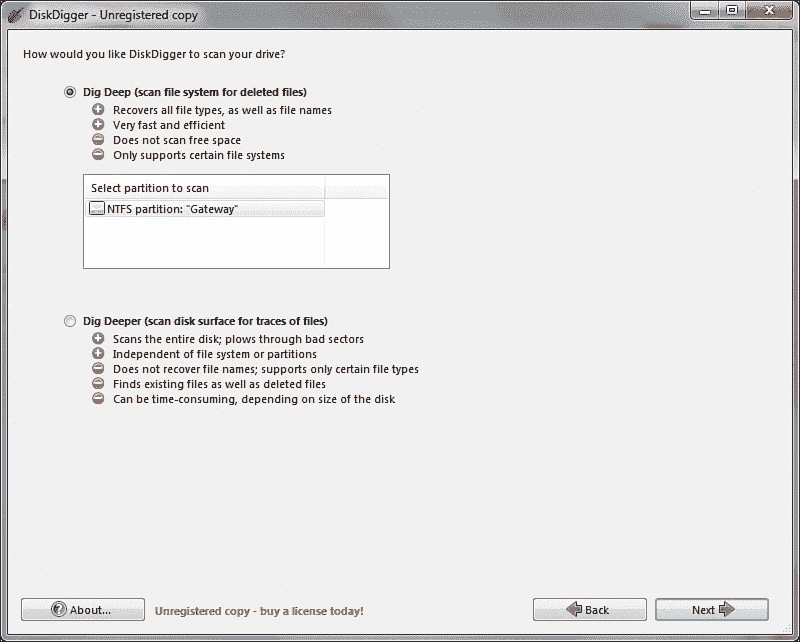 DiskDigger - Unregistered copy
How would you like DiskDigger to scan your drive?
Dig Deep (scan file system for deleted files)
Recovers all file types, as well as file names
Very fast and efficient
Does not scan free space
Only supports certain file systems
Select partition to scan
NTFS partition: "Gateway"
Dig Deeper (scan disk surface for traces of files)
Scans the entire disk; plows through bad sectors
Independent of file system or partitions
Does not recover file names; supports only certain file types
Finds existing files as well as deleted files
Can be time-consuming, depending on size of the disk
About... Unregistered copy - buy a license today! Back Next